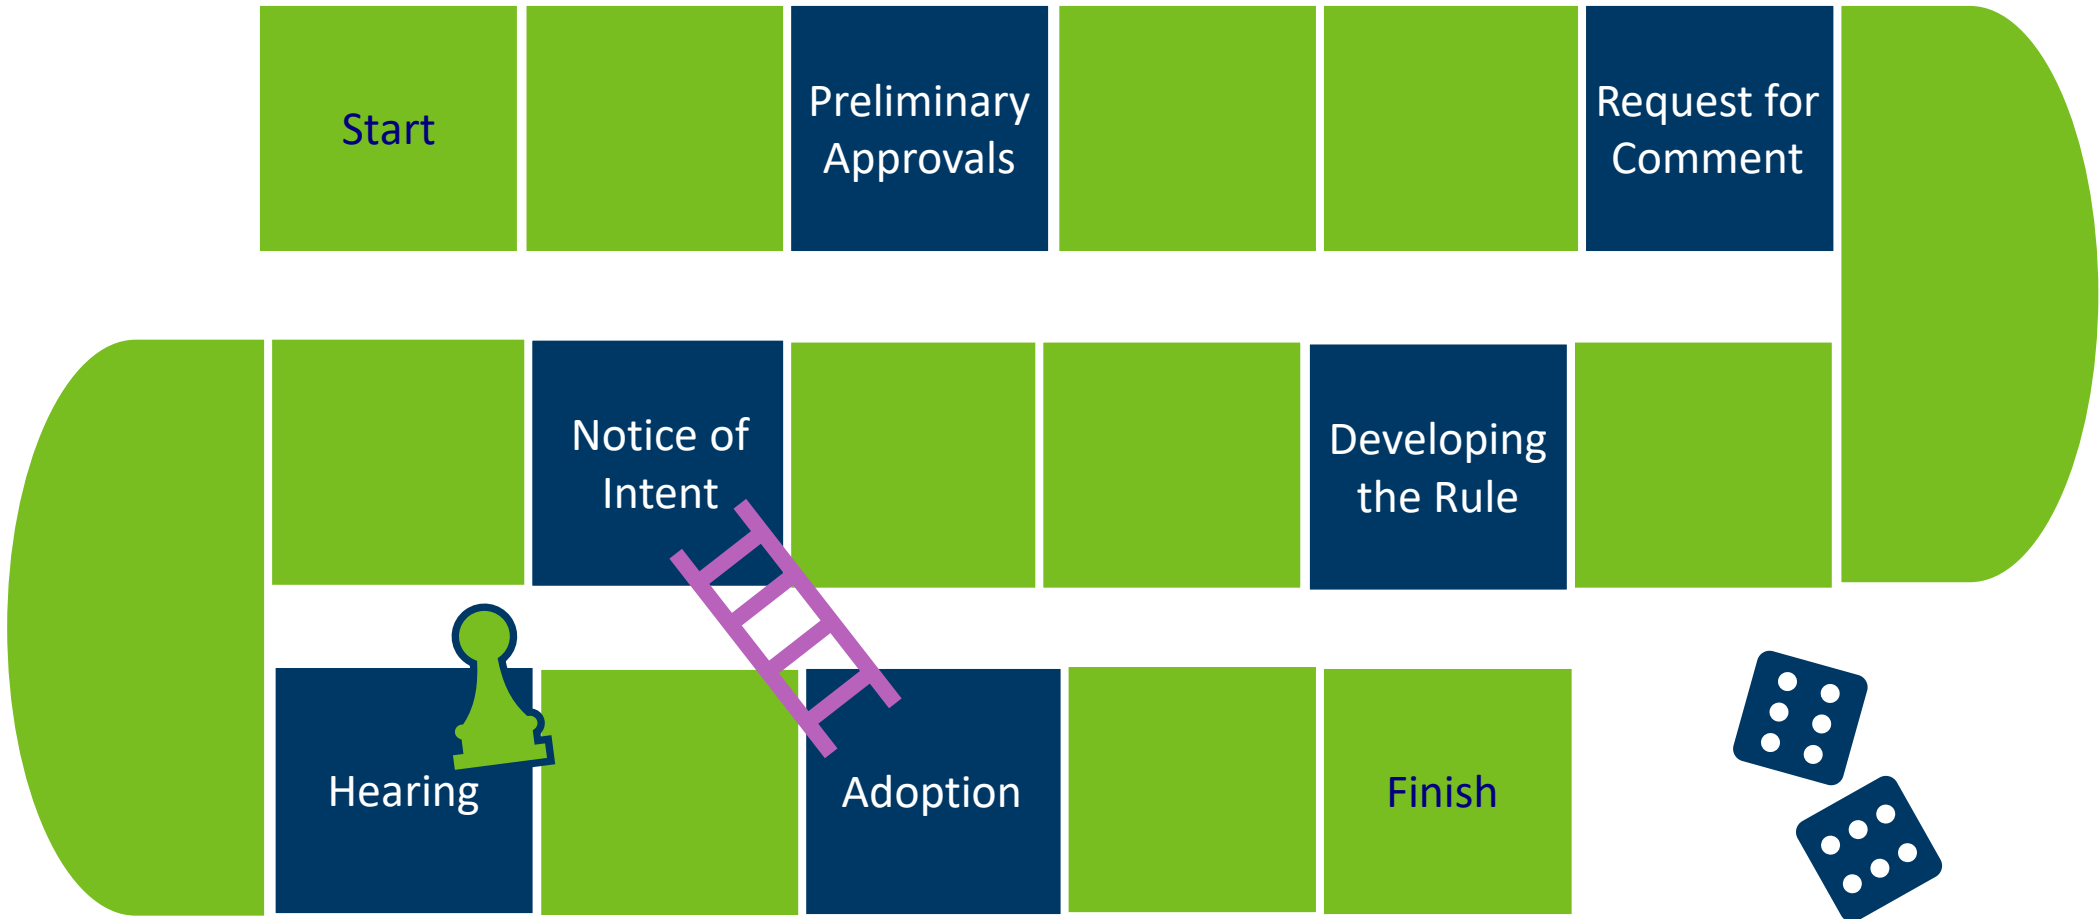 Start
Preliminary
Approvals
Request for
Comment
Notice of
Intent
Developing
the Rule
Hearing
Adoption
Finish